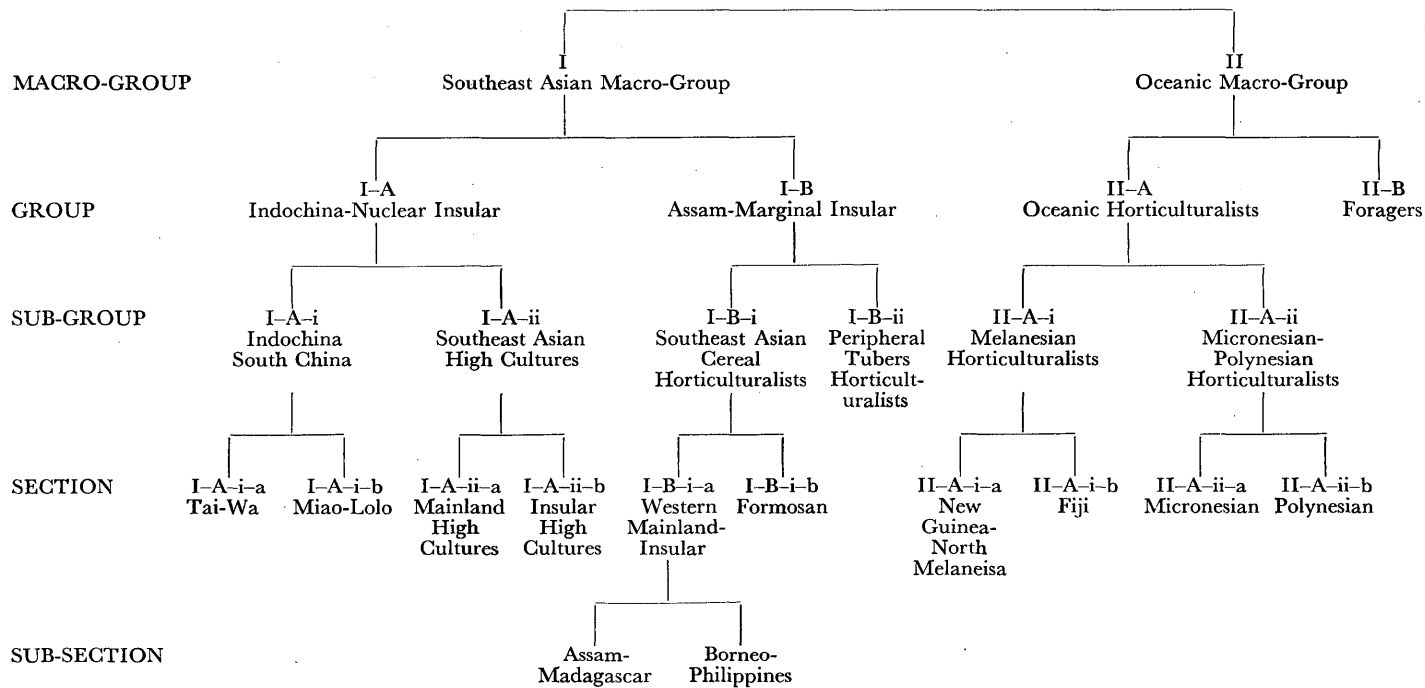 MACRO-GROUP
I
Southeast Asian Macro-Group
II
Oceanic Macro-Group
GROUP
I–A
Indochina-Nuclear Insular
I–B
Assam-Marginal Insular
II–A
Oceanic Horticulturalists
II–B
Foragers
SUB-GROUP
I–A–i
Indochina
South China
I–A–ii
Southeast Asian
High Cultures
I–B–i
Southeast Asian
Cereal
Horticulturalists
I–B–ii
Peripheral
Tubers
Horticult-
uralists
II–A–i
Melanesian
Horticulturalists
II–A–ii
Micronesian-
Polynesian
Horticulturalists
SECTION
I–A–i–a
Tai-Wa
I–A–i–b
Miao-Lolo
I–A–ii–a
Mainland
High
Cultures
I–A–ii–b
Insular
High
Cultures
I–B–i–a
Western
Mainland-
Insular
I–B–i–b
Formosan
II–A–i–a
New
Guinea-
North
Melaneisa
II–A–i–b
Fiji
II–A–ii–a
Micronesian
II–A–ii–b
Polynesian
SUB-SECTION
Assam-
Madagascar
Borneo-
Philippines